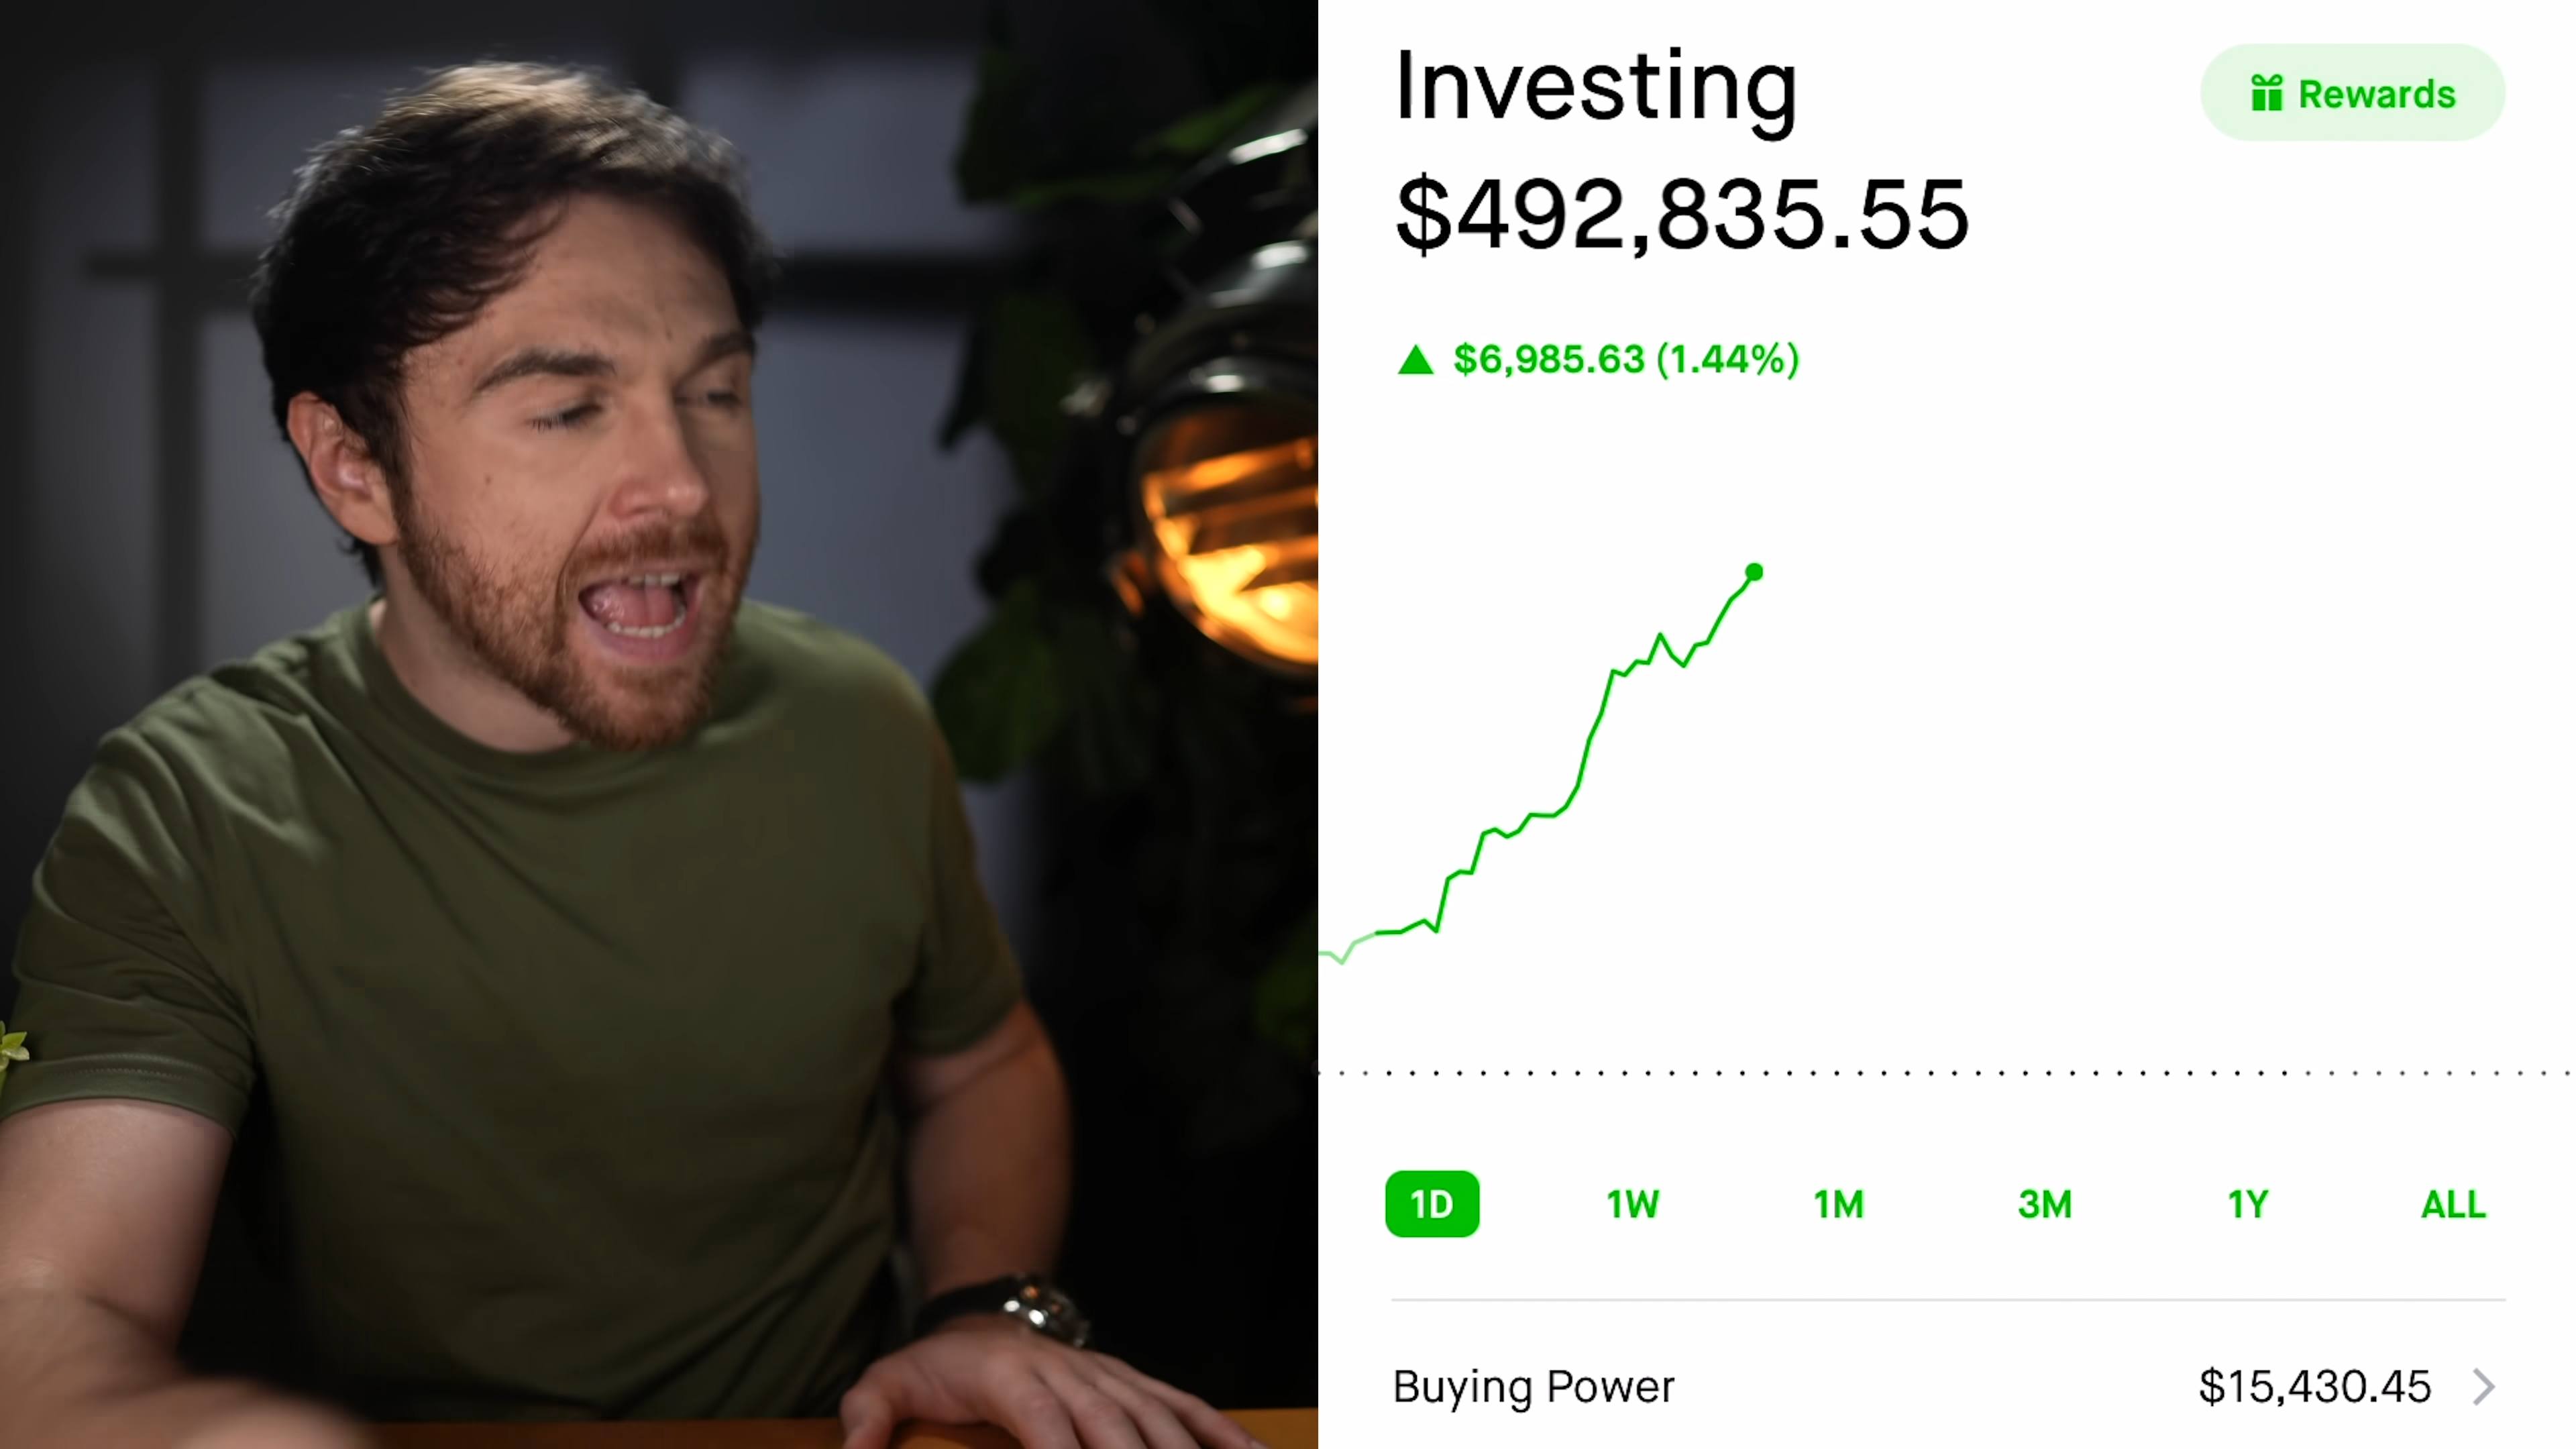 Investing
Rewards
$492,835.55
▲ $6,985.63 (1.44%)
1D 1W 1M 3M 1Y ALL
Buying Power $15,430.45